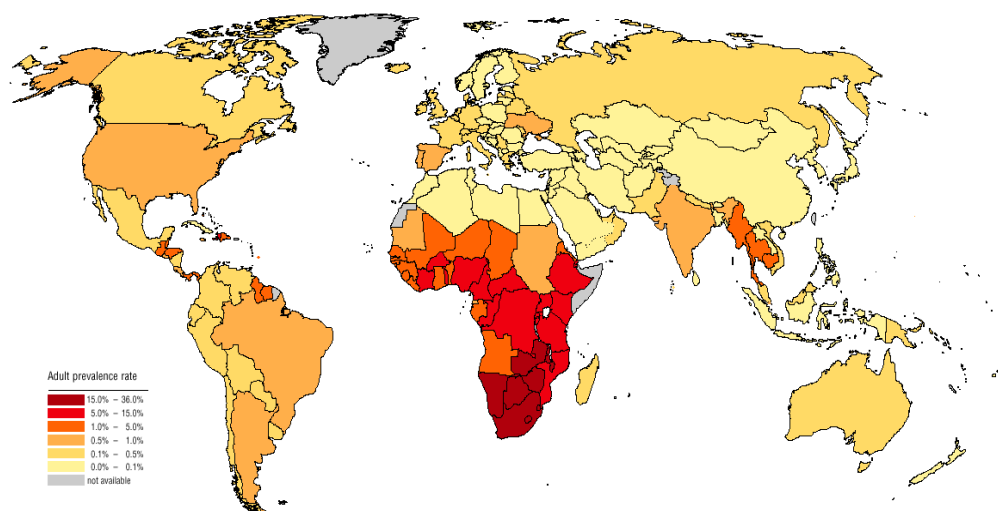 Adult prevalence rate
15.0% – 36.0%
5.0% – 15.0%
1.0% – 5.0%
0.5% – 1.0%
0.1% – 0.5%
0.0% – 0.1%
not available